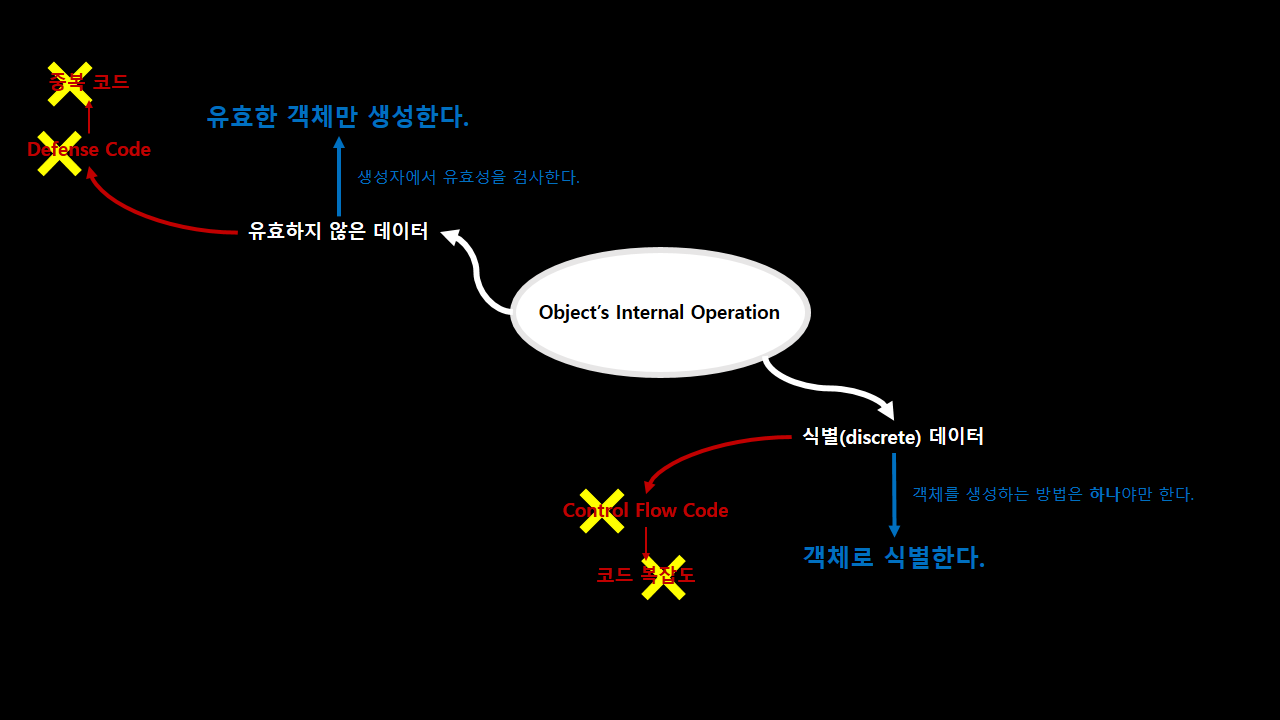 중복 코드
유효한 객체만 생성한다.
Defense Code
생성자에서 유효성을 검사한다.
유효하지 않은 데이터
Object’s Internal Operation
식별(discrete) 데이터
객체를 생성하는 방법은 하나야만 한다.
Control Flow Code
객체로 식별한다.
코드 복잡도